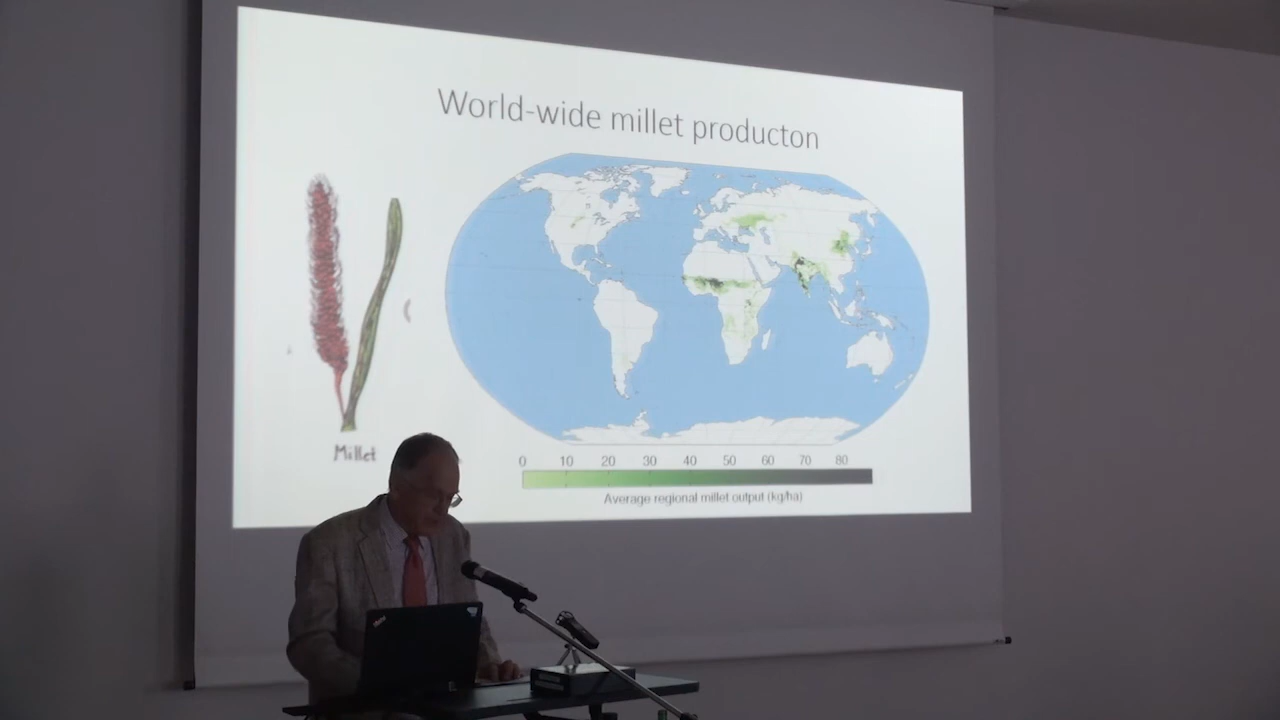 World-wide millet producton
Millet
0 10 20 30 40 50 60 70 80
Average regional millet output (kg/ha)